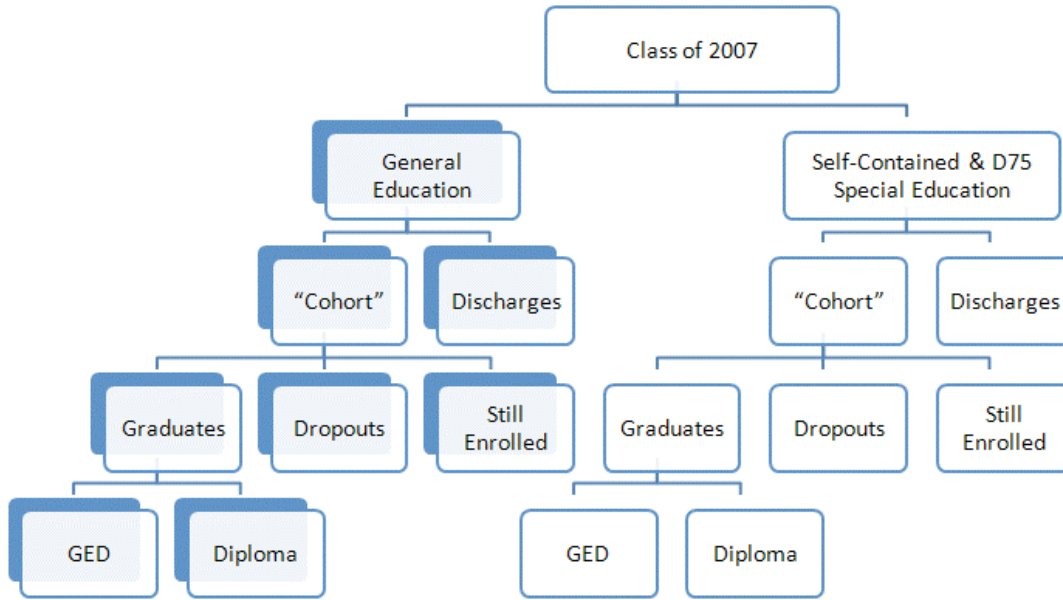 Class of 2007
General
Education
Self-Contained & D75
Special Education
“Cohort”
Discharges
“Cohort”
Discharges
Graduates
Dropouts
Still
Enrolled
Graduates
Dropouts
Still
Enrolled
GED
Diploma
GED
Diploma